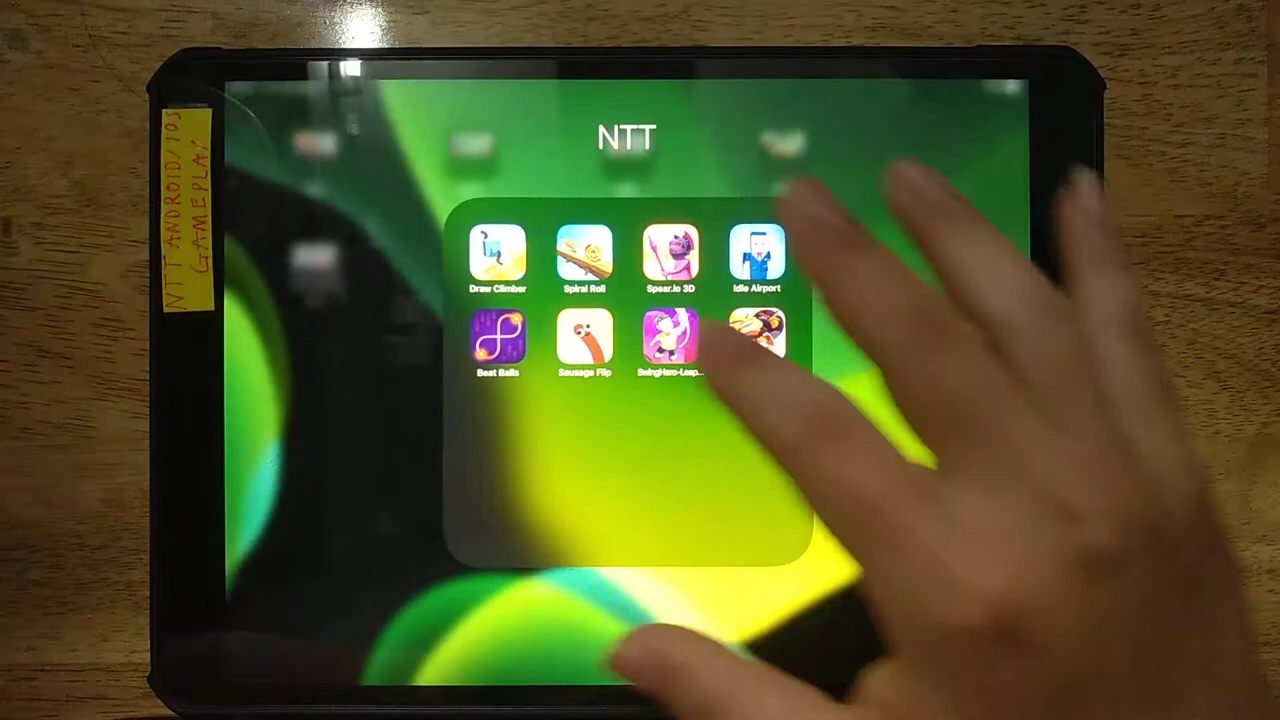 NTT ANDROID/IOS
GAMEPLAY
NTT
Draw Climber
Spiral Roll
Spear.io 3D
Idle Airport
Beat Balls
Sausage Flip
SwingHero-Leap...